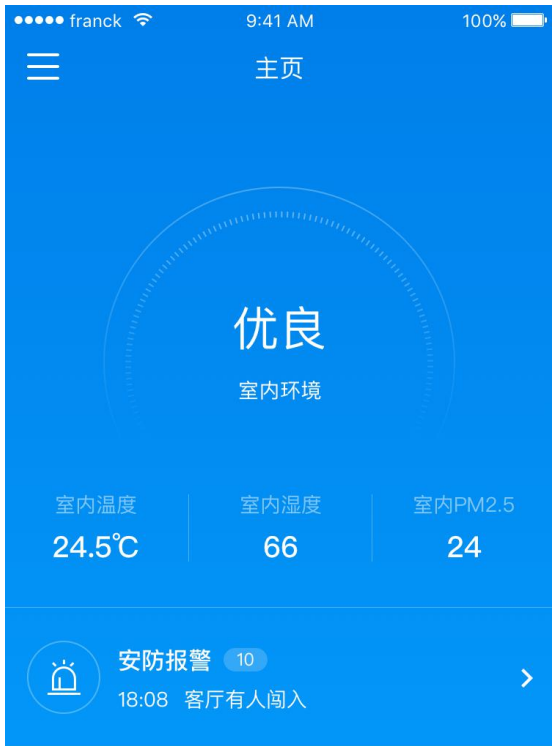 franck 9:41 AM 100%
主页
优良
室内环境
室内温度 室内湿度 室内PM2.5
24.5℃ 66 24
安防报警 10
18:08 客厅有人闯入